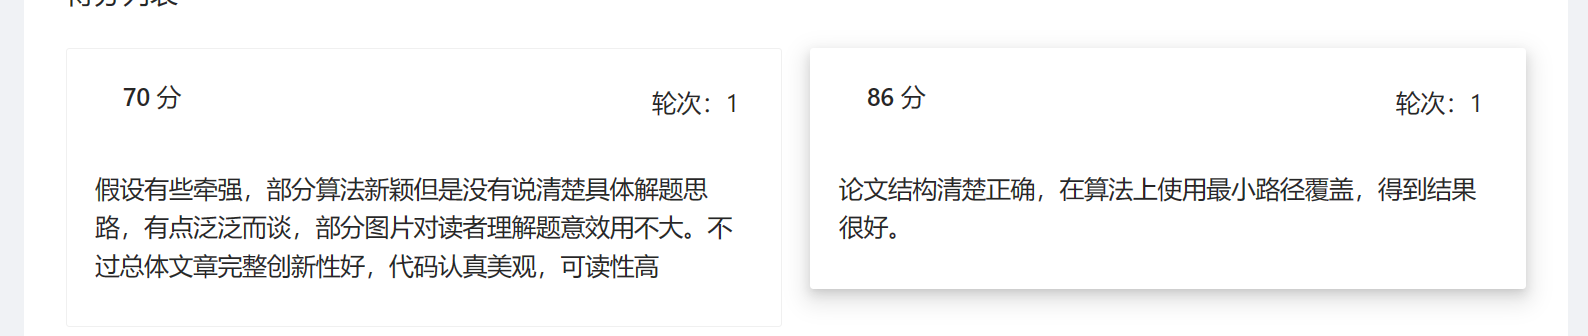 得分列表
70 分
轮次：1
假设有些牵强，部分算法新颖但是没有说清楚具体解题思
路，有点泛泛而谈，部分图片对读者理解题意效用不大。不
过总体文章完整创新性好，代码认真美观，可读性高
86 分
轮次：1
论文结构清楚正确，在算法上使用最小路径覆盖，得到结果
很好。